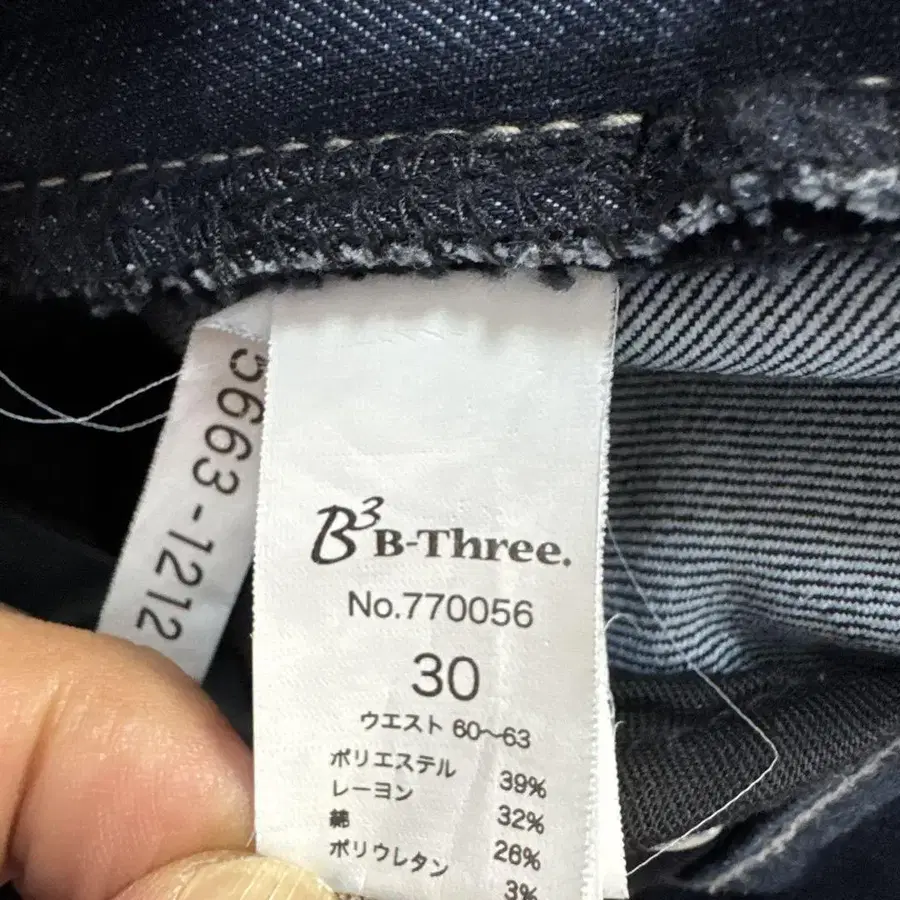 5663-1212
B3 B-Three.
No.770056
30
ウエスト 60～63
ポリエステル 39%
レーヨン 32%
綿 26%
ポリウレタン 3%